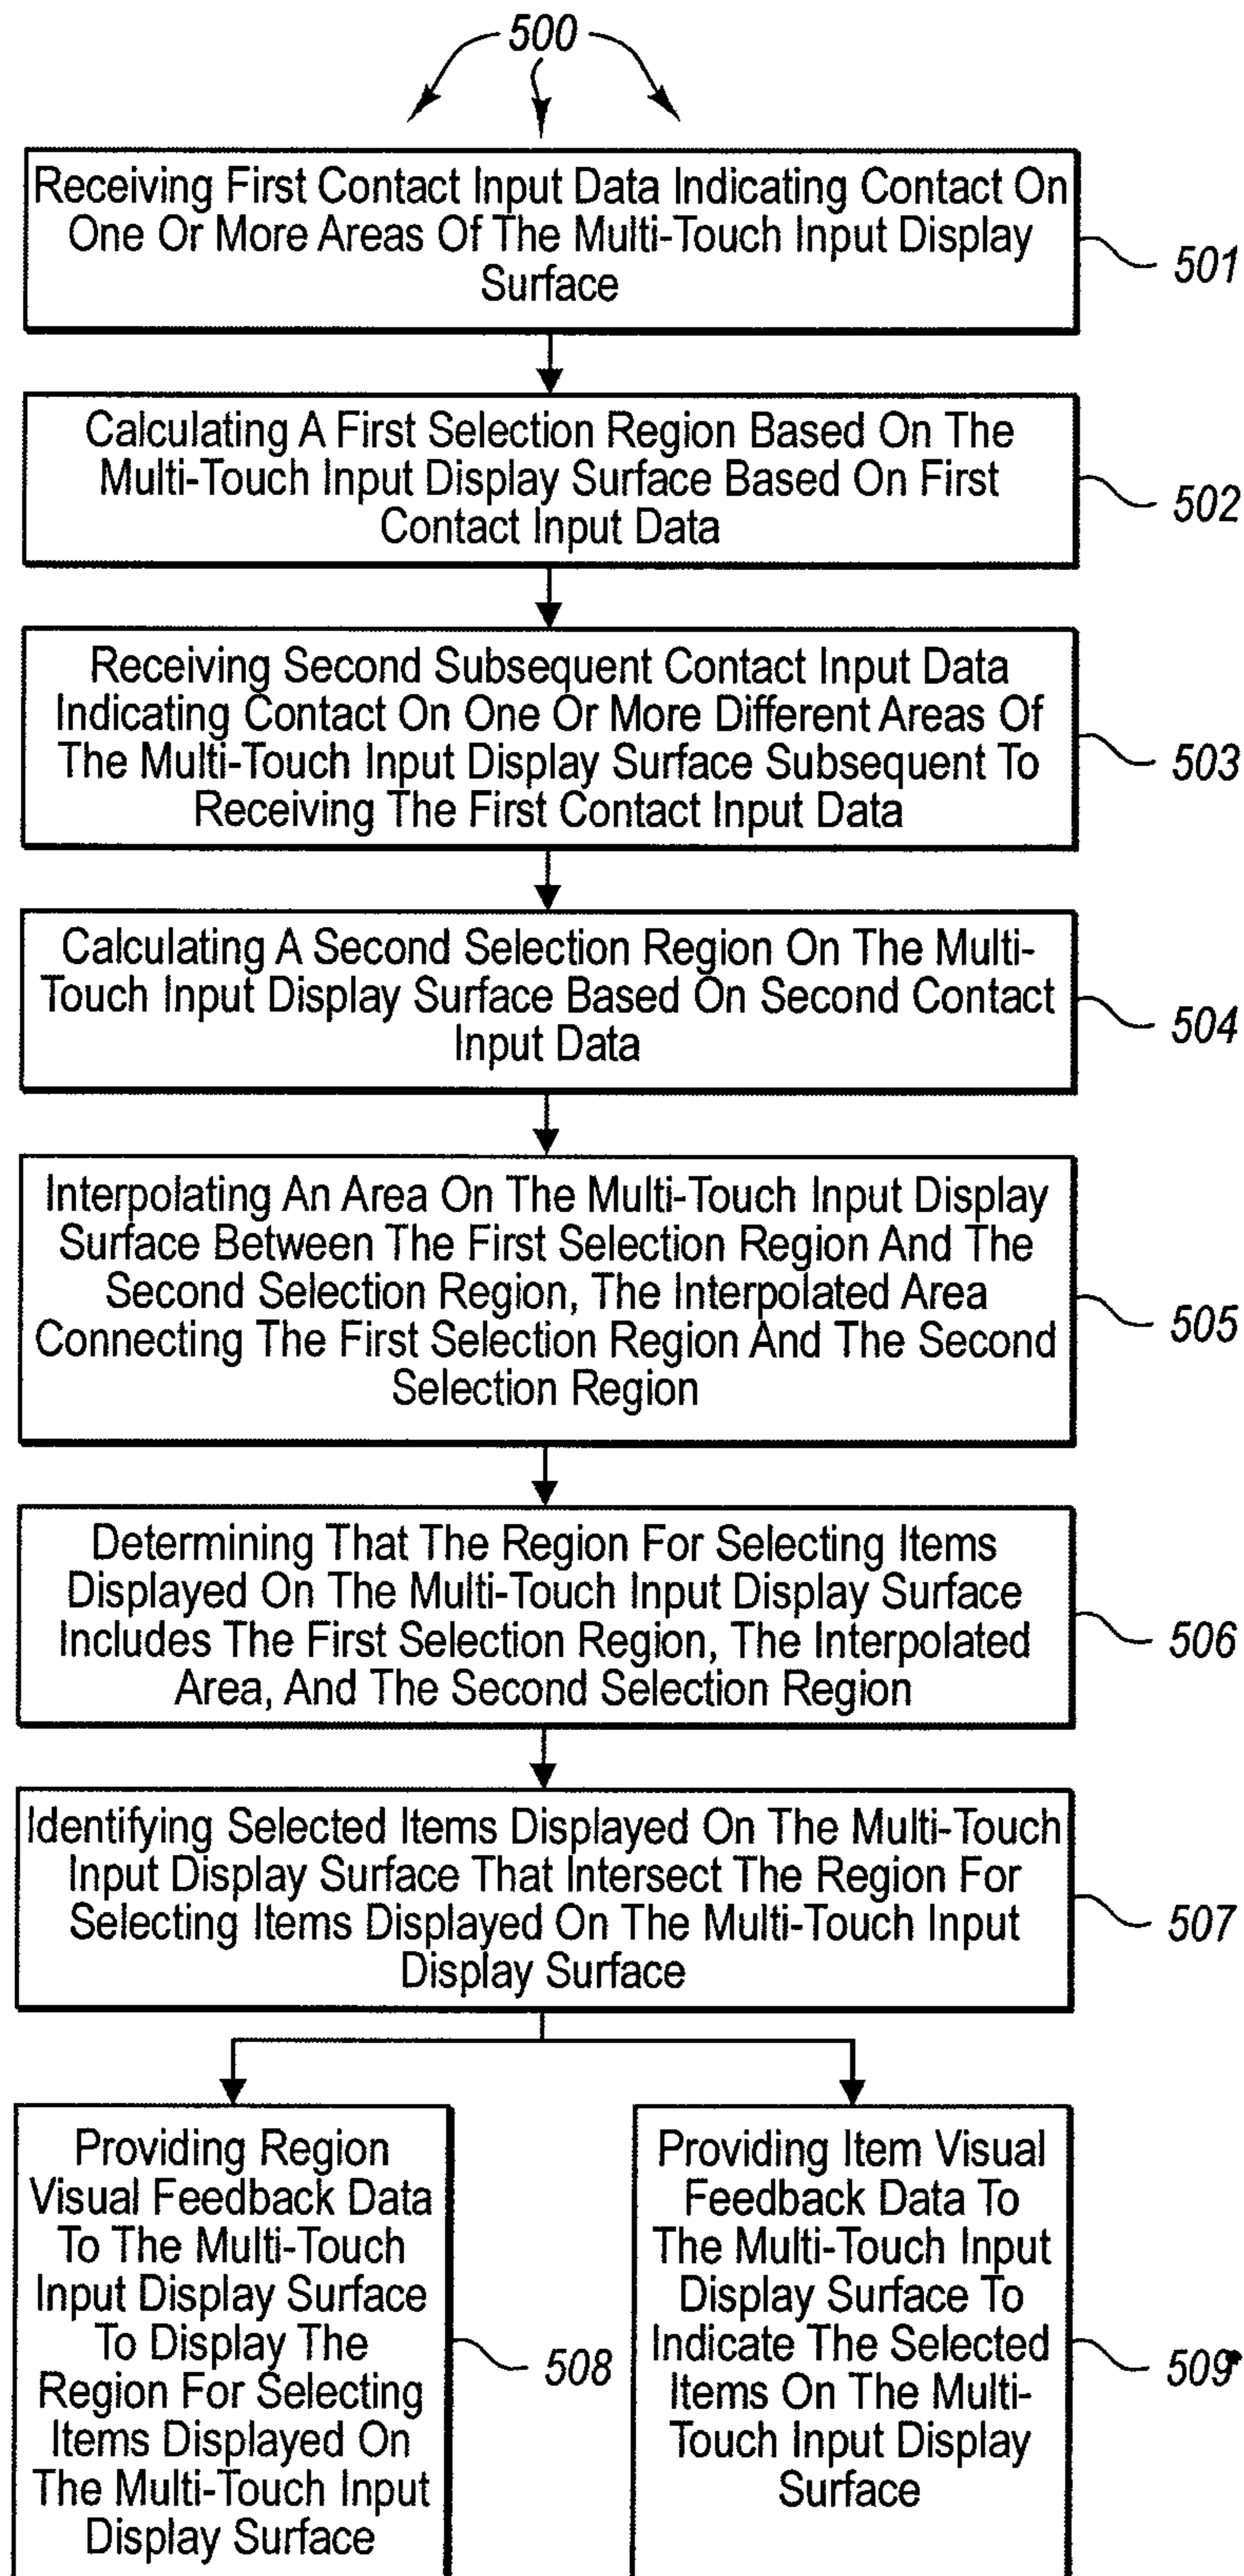 500
Receiving First Contact Input Data Indicating Contact On
One Or More Areas Of The Multi-Touch Input Display
Surface
501
Calculating A First Selection Region Based On The
Multi-Touch Input Display Surface Based On First
Contact Input Data
502
Receiving Second Subsequent Contact Input Data
Indicating Contact On One Or More Different Areas Of
The Multi-Touch Input Display Surface Subsequent To
Receiving The First Contact Input Data
503
Calculating A Second Selection Region On The Multi-
Touch Input Display Surface Based On Second Contact
Input Data
504
Interpolating An Area On The Multi-Touch Input Display
Surface Between The First Selection Region And The
Second Selection Region, The Interpolated Area
Connecting The First Selection Region And The Second
Selection Region
505
Determining That The Region For Selecting Items
Displayed On The Multi-Touch Input Display Surface
Includes The First Selection Region, The Interpolated
Area, And The Second Selection Region
506
Identifying Selected Items Displayed On The Multi-Touch
Input Display Surface That Intersect The Region For
Selecting Items Displayed On The Multi-Touch Input
Display Surface
507
Providing Region
Visual Feedback Data
To The Multi-Touch
Input Display Surface
To Display The
Region For Selecting
Items Displayed On
The Multi-Touch Input
Display Surface
508
Providing Item Visual
Feedback Data To
The Multi-Touch Input
Display Surface To
Indicate The Selected
Items On The Multi-
Touch Input Display
Surface
509